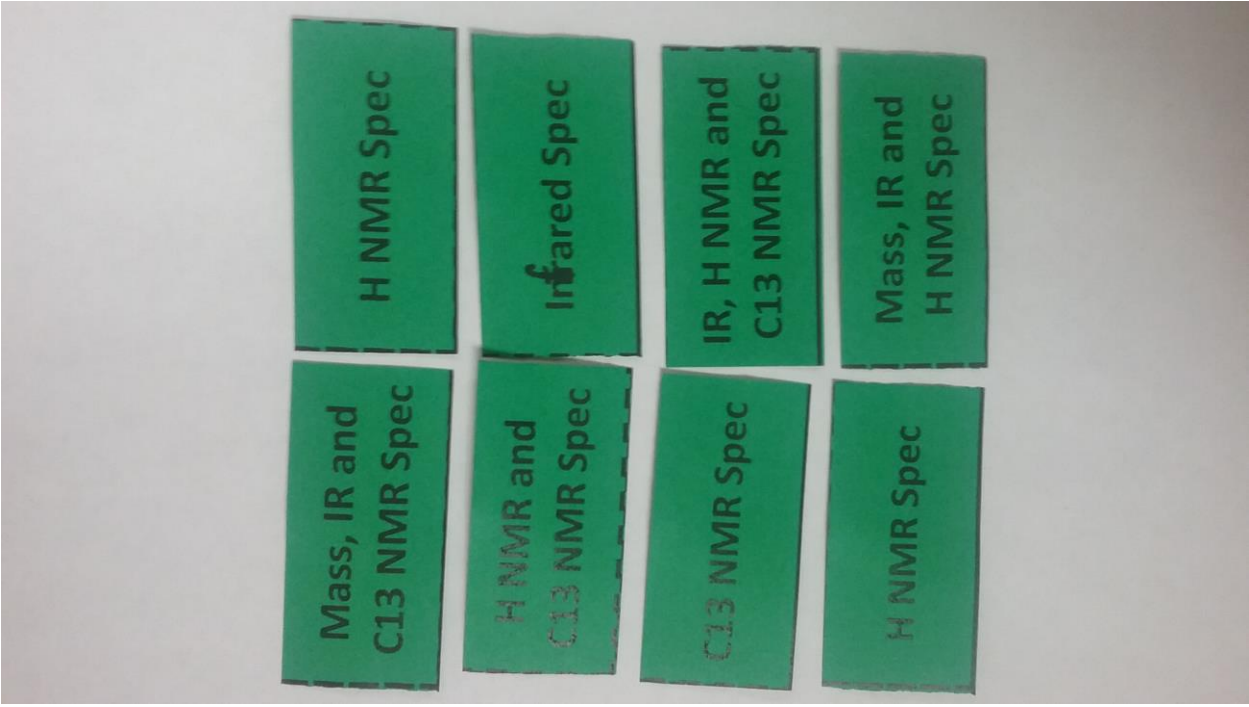 Mass, IR and
C13 NMR Spec
H NMR Spec
H NMR and
C13 NMR Spec
Infrared Spec
C13 NMR Spec
IR, H NMR and
C13 NMR Spec
H NMR Spec
Mass, IR and
H NMR Spec